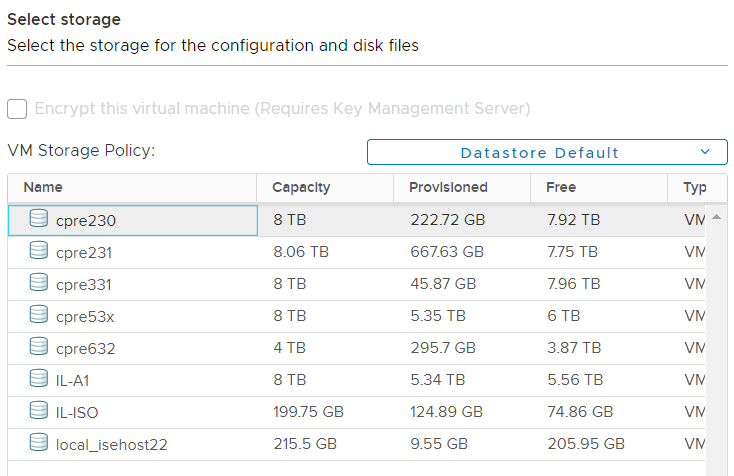 Select storage
Select the storage for the configuration and disk files
Encrypt this virtual machine (Requires Key Management Server)
VM Storage Policy: Datastore Default
Name Capacity Provisioned Free Typ
cpre230 8 TB 222.72 GB 7.92 TB VM
cpre231 8.06 TB 667.63 GB 7.75 TB VM
cpre331 8 TB 45.87 GB 7.96 TB VM
cpre53x 8 TB 5.35 TB 6 TB VM
cpre632 4 TB 295.7 GB 3.87 TB VM
IL-A1 8 TB 5.34 TB 5.56 TB VM
IL-ISO 199.75 GB 124.89 GB 74.86 GB VM
local_isehost22 215.5 GB 9.55 GB 205.95 GB VM